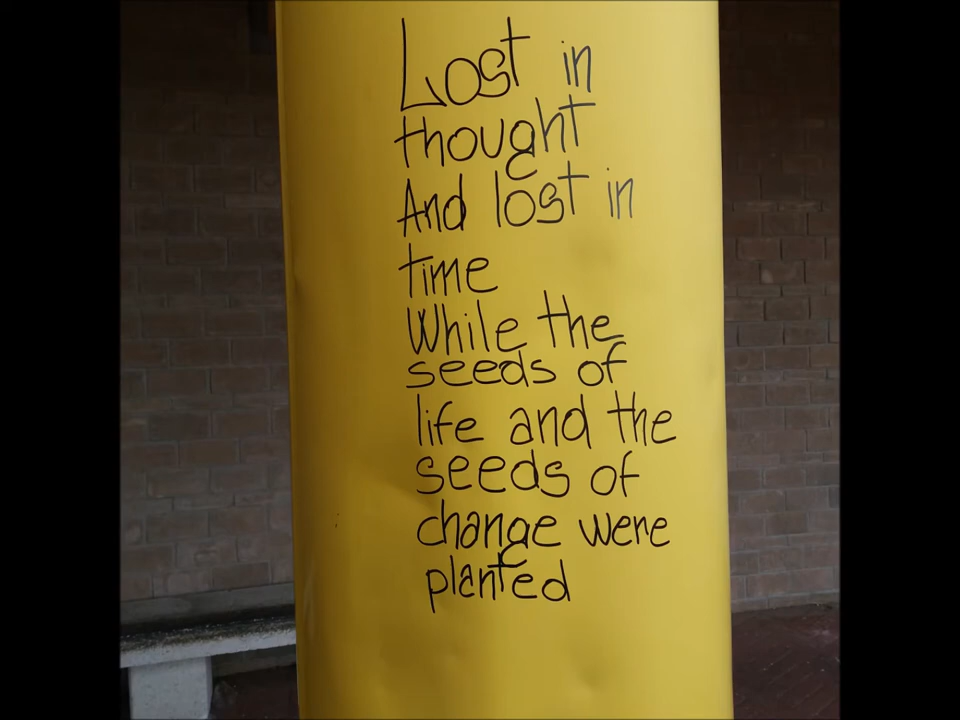 Lost in
thought
And lost in
time
While the
seeds of
life and the
seeds of
change were
planted